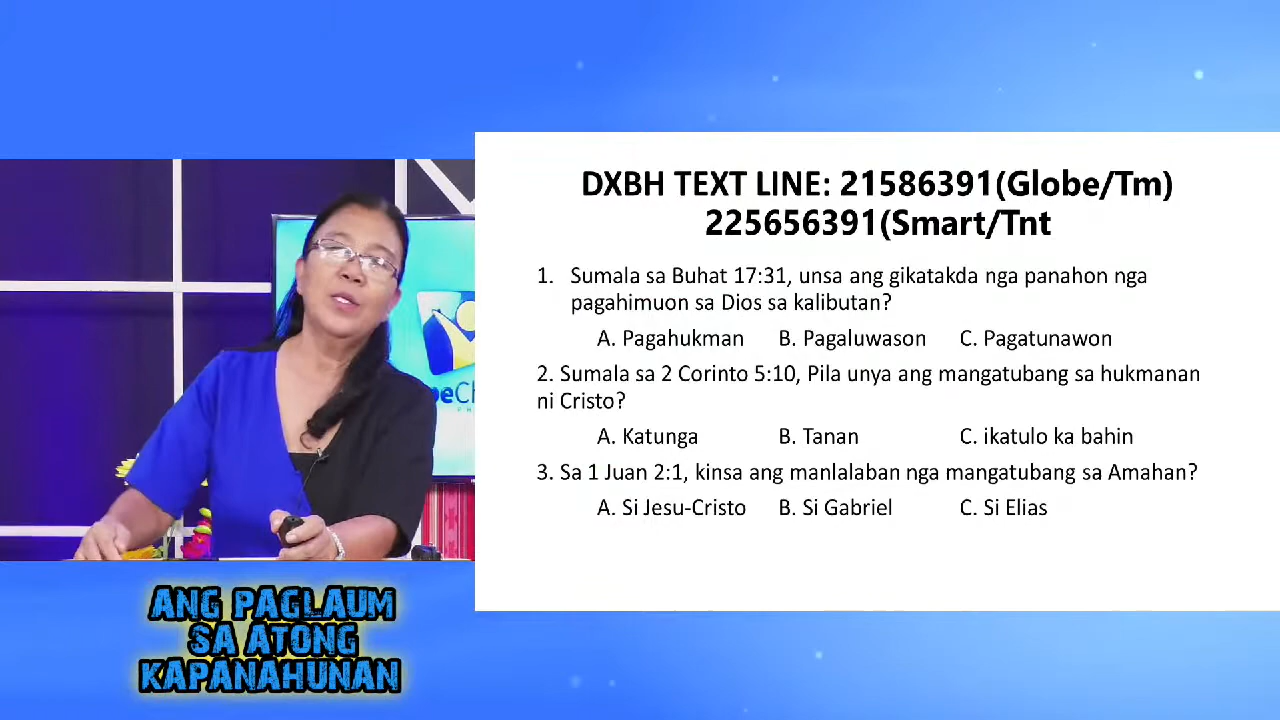 DXBH TEXT LINE: 21586391(Globe/Tm)
225656391(Smart/Tnt
1. Sumala sa Buhat 17:31, unsa ang gikatakda nga panahon nga
pagahimuon sa Dios sa kalibutan?
A. Pagahukman B. Pagaluwason C. Pagatunawon
2. Sumala sa 2 Corinto 5:10, Pila unya ang mangatubang sa hukmanan
ni Cristo?
A. Katunga B. Tanan C. ikatulo ka bahin
3. Sa 1 Juan 2:1, kinsa ang manlalaban nga mangatubang sa Amahan?
A. Si Jesu-Cristo B. Si Gabriel C. Si Elias
ANG PAGLAUM
SA ATONG
KAPANAHUNAN